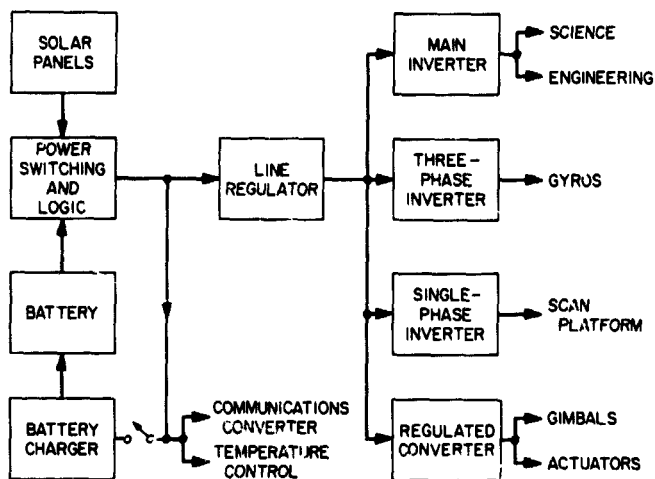 SOLAR
PANELS
POWER
SWITCHING
AND
LOGIC
BATTERY
BATTERY
CHARGER
LINE
REGULATOR
COMMUNICATIONS
CONVERTER
TEMPERATURE
CONTROL
MAIN
INVERTER
SCIENCE
ENGINEERING
THREE-
PHASE
INVERTER
GYROS
SINGLE-
PHASE
INVERTER
SCAN
PLATFORM
REGULATED
CONVERTER
GIMBALS
ACTUATORS